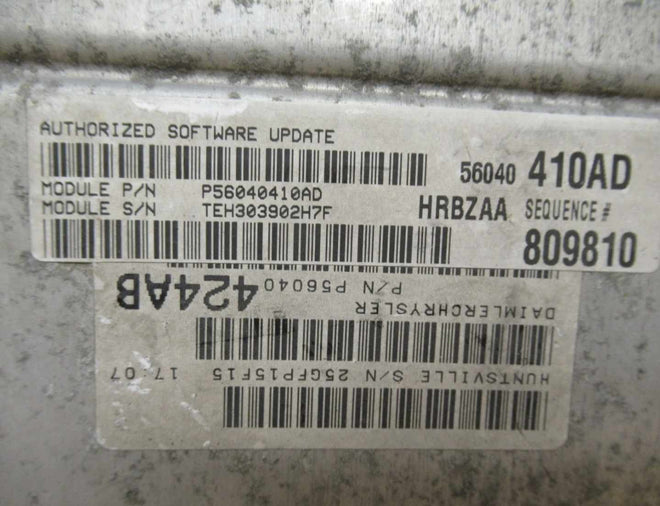 AUTHORIZED SOFTWARE UPDATE
56040 410AD
MODULE P/N P56040410AD
MODULE S/N TEH303902H7F
HRBZAA SEQUENCE #
809810
HUNTSVILLE S/N 25GFP15F15 17:07
DAIMLERCHRYSLER
P/N P56040 424AB